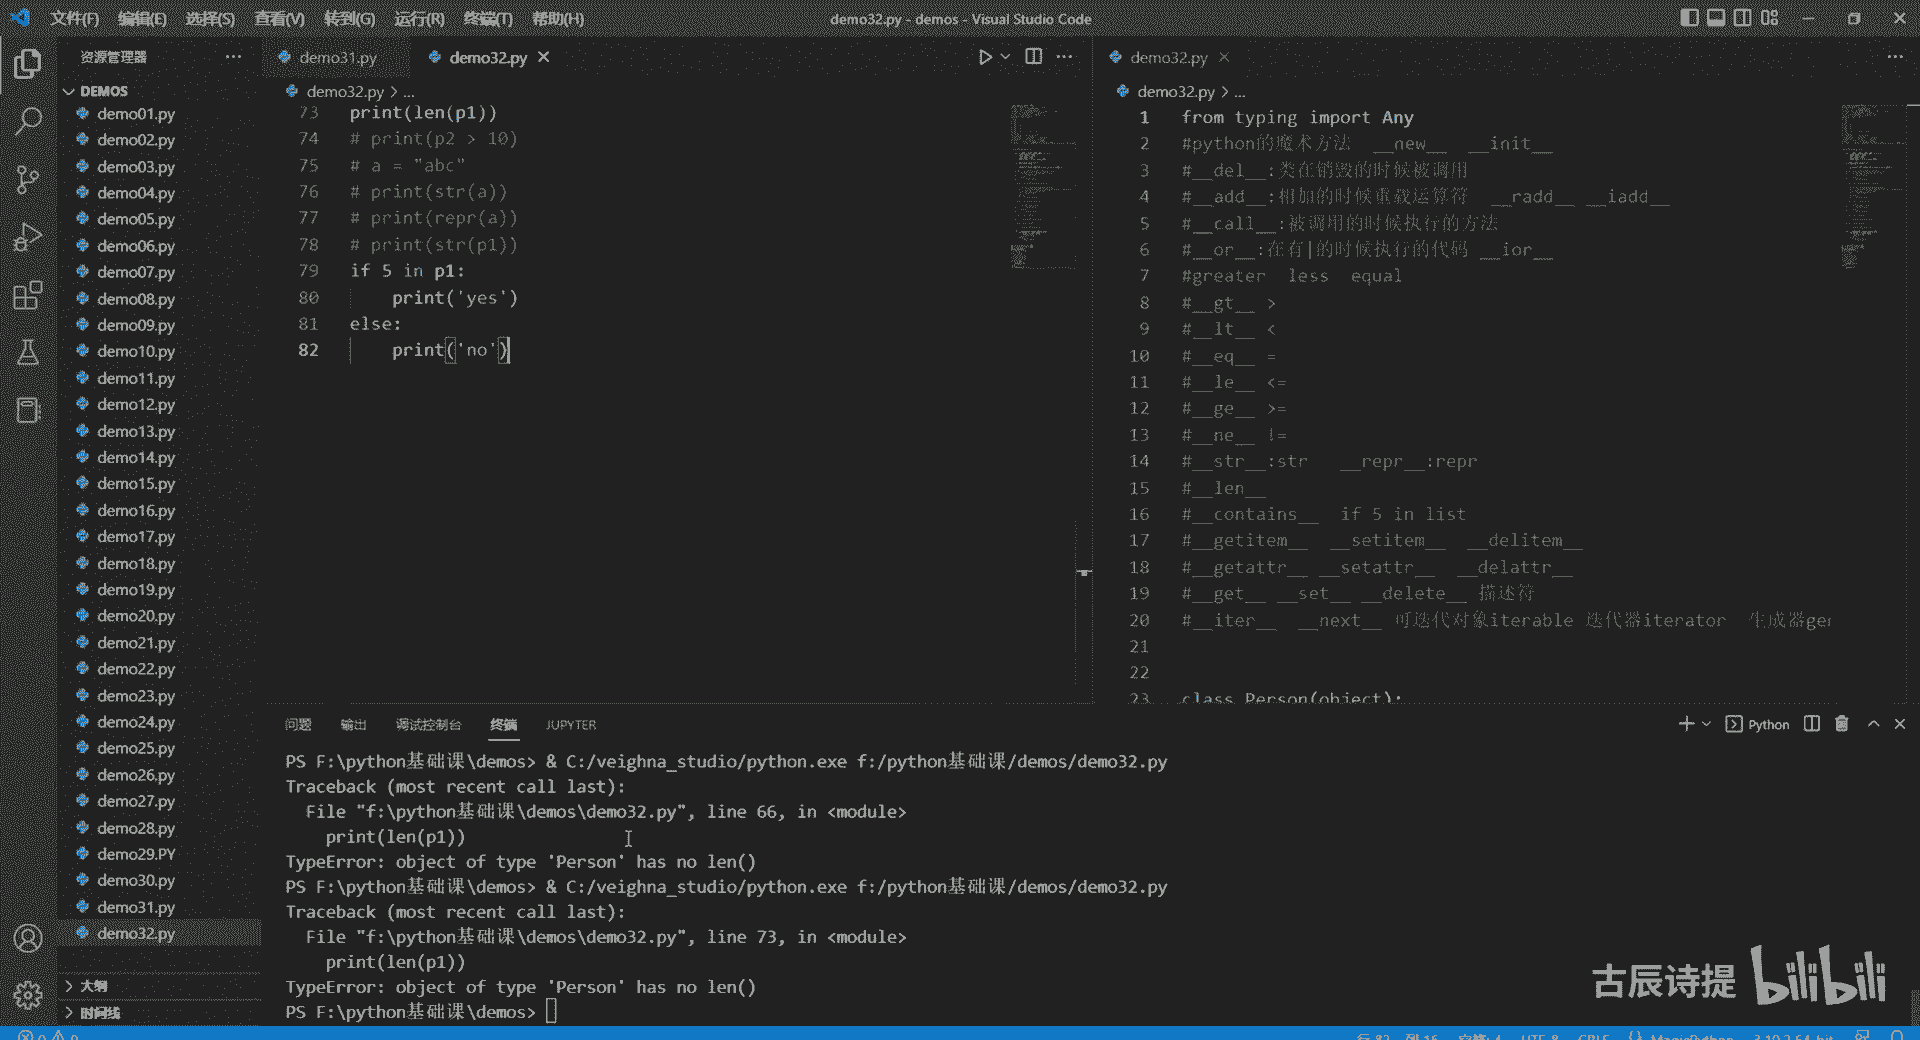 文件(F) 编辑(E) 选择(S) 查看(V) 转到(G) 运行(R) 终端(T) 帮助(H)
demo32.py - demos - Visual Studio Code
资源管理器
DEMOS
demo01.py
demo02.py
demo03.py
demo04.py
demo05.py
demo06.py
demo07.py
demo08.py
demo09.py
demo10.py
demo11.py
demo12.py
demo13.py
demo14.py
demo15.py
demo16.py
demo17.py
demo18.py
demo19.py
demo20.py
demo21.py
demo22.py
demo23.py
demo24.py
demo25.py
demo26.py
demo27.py
demo28.py
demo29.PY
demo30.py
demo31.py
demo32.py
大纲
时间线
demo31.py demo32.py
demo32.py > ...
73 print(len(p1))
74 # print(p2 > 10)
75 # a = "abc"
76 # print(str(a))
77 # print(repr(a))
78 # print(str(p1))
79 if 5 in p1:
80 print('yes')
81 else:
82 print('no')
demo32.py
demo32.py > ...
1 from typing import Any
2 #python的魔术方法 __new__ __init__
3 #__del__:类在销毁的时候被调用
4 #__add__:相加的时候重载运算符 __radd__ __iadd__
5 #__call__:被调用的时候执行的方法
6 #__or__:在有|的时候执行的代码 __ior__
7 #greater less equal
8 #__gt__ >
9 #__lt__ <
10 #__eq__ =
11 #__le__ <=
12 #__ge__ >=
13 #__ne__ !=
14 #__str__:str __repr__:repr
15 #__len__
16 #__contains__ if 5 in list
17 #__getitem__ __setitem__ __delitem__
18 #__getattr__ __setattr__ __delattr__
19 #__get__ __set__ __delete__ 描述符
20 #__iter__ __next__ 可迭代对象iterable 迭代器iterator 生成器ger
21
22
23 class Person(object):
问题 输出 调试控制台 终端 JUPYTER
Python
PS F:\python基础课\demos> & C:/veighna_studio/python.exe f:/python基础课/demos/demo32.py
Traceback (most recent call last):
File "f:\python基础课\demos\demo32.py", line 66, in <module>
print(len(p1))
TypeError: object of type 'Person' has no len()
PS F:\python基础课\demos> & C:/veighna_studio/python.exe f:/python基础课/demos/demo32.py
Traceback (most recent call last):
File "f:\python基础课\demos\demo32.py", line 73, in <module>
print(len(p1))
TypeError: object of type 'Person' has no len()
PS F:\python基础课\demos>
古辰诗提 bilibili